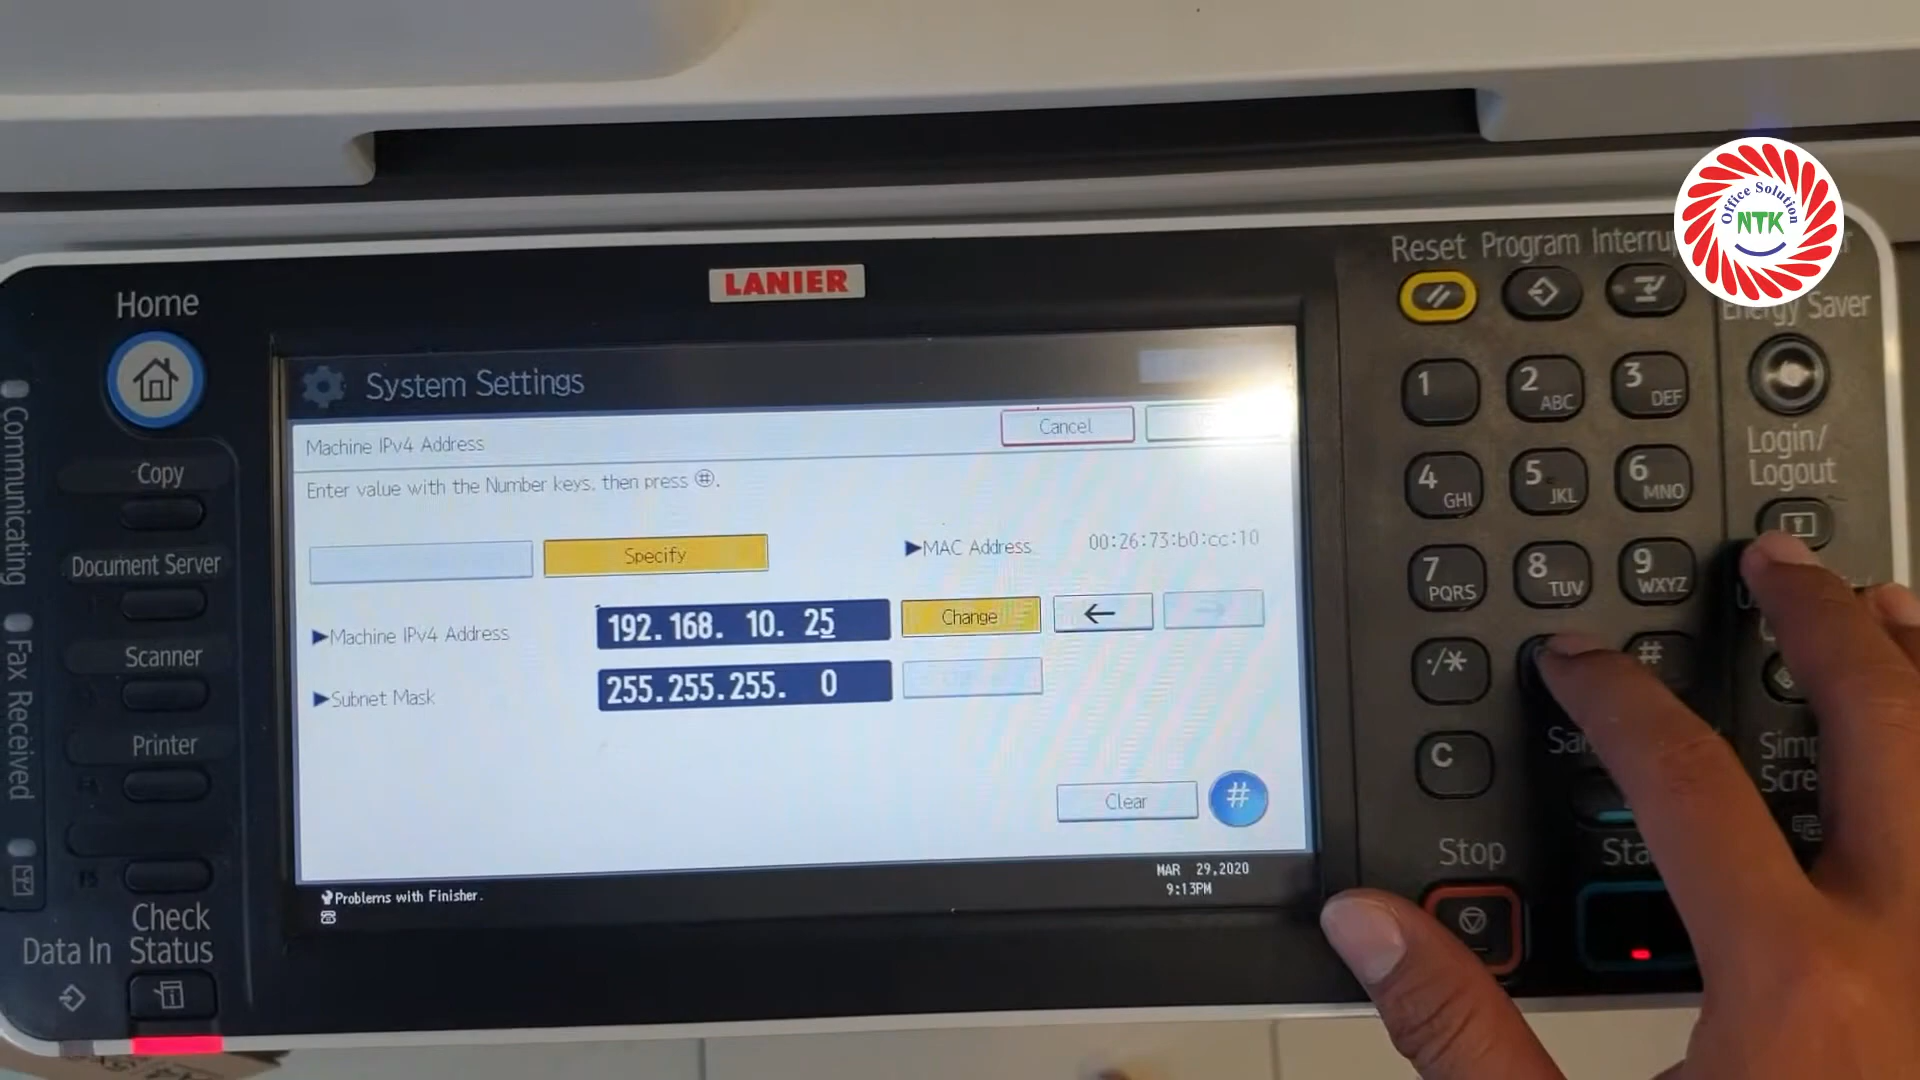 Office Solution
NTK
Reset Program
Energy Saver
LANIER
Home
System Settings
Cancel
Machine IPv4 Address
Enter value with the Number keys, then press #.
Specify
▶MAC Address 00:26:73:b0:cc:10
▶Machine IPv4 Address 192.168. 10. 25 Change ← →
▶Subnet Mask 255.255.255. 0
Clear #
MAR 29,2020
9:13PM
Problems with Finisher.
Communicating
Fax Received
Copy
Document Server
Scanner
Printer
Check
Status
Data In
1
2 ABC
3 DEF
4 GHI
5 JKL
6 MNO
7 PQRS
8 TUV
9 WXYZ
./* #
C
Login/
Logout
Stop